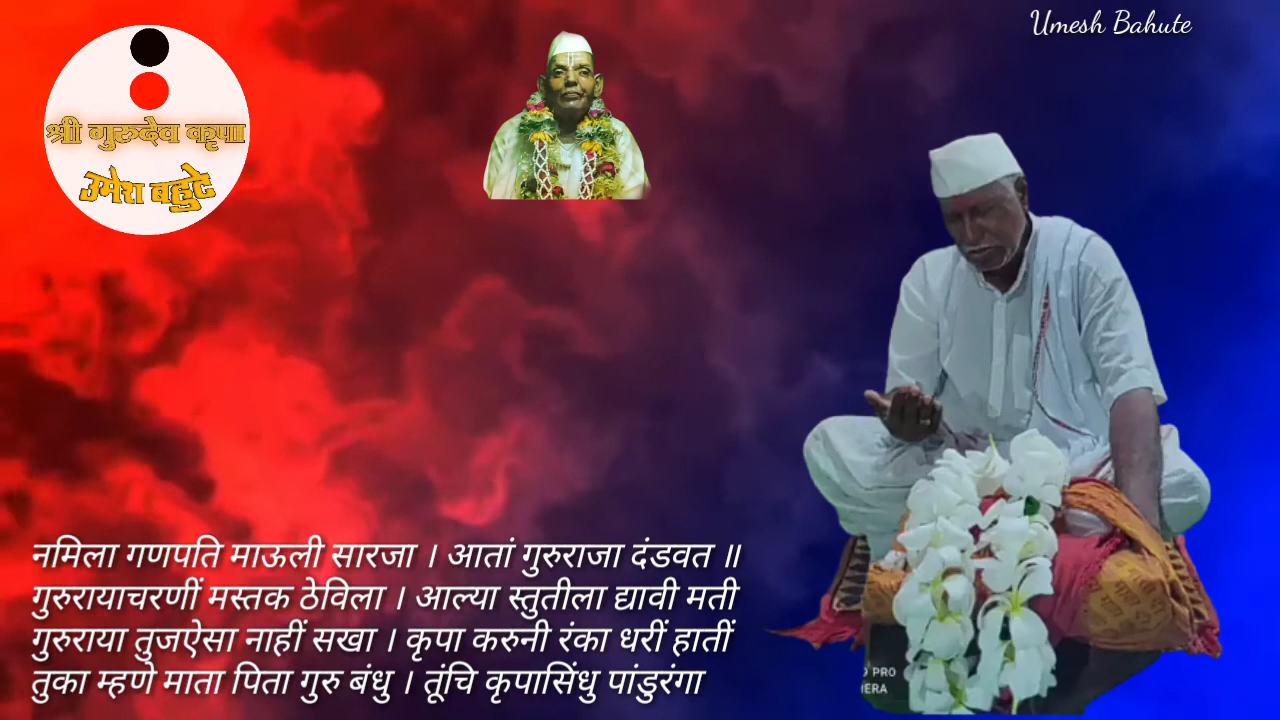 Umesh Bahute
श्री गुरुदेव कृपा
उमेश बहुटे
नमिला गणपति माऊली सारजा । आतां गुरुराजा दंडवत ॥
गुरुरायाचरणीं मस्तक ठेविला । आल्या स्तुतीला द्यावी मती
गुरुराया तुजऐसा नाहीं सखा । कृपा करुनी रंका धरीं हातीं
तुका म्हणे माता पिता गुरु बंधु । तूंचि कृपासिंधु पांडुरंगा
PRO